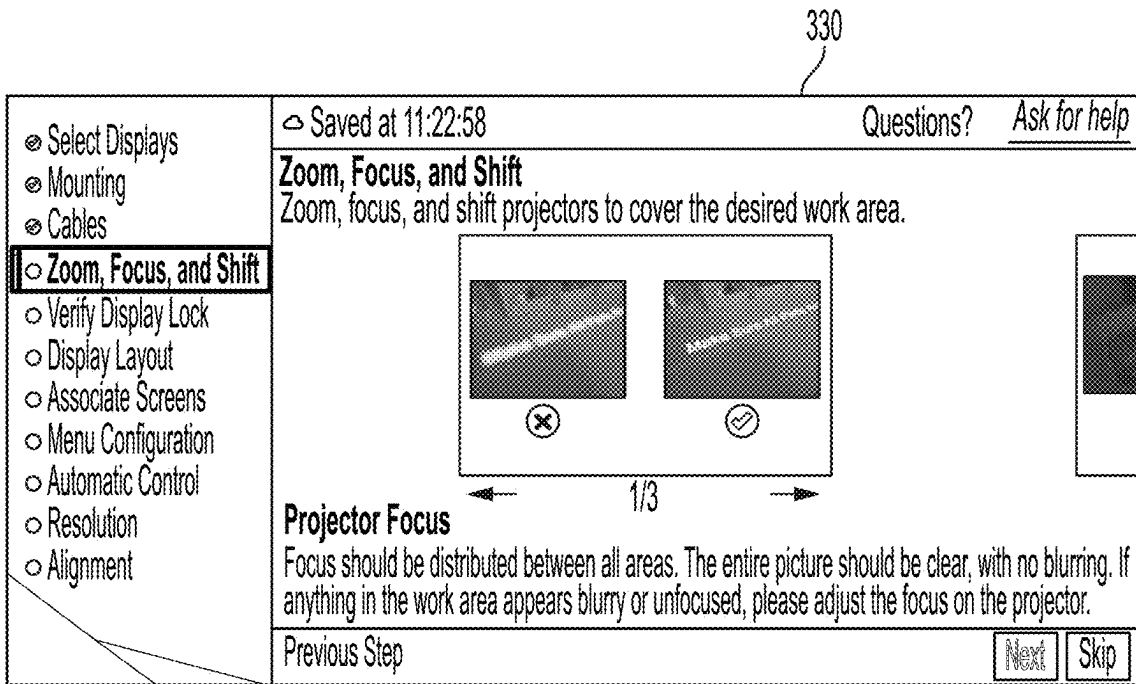 330
Select Displays
Mounting
Cables
Zoom, Focus, and Shift
Verify Display Lock
Display Layout
Associate Screens
Menu Configuration
Automatic Control
Resolution
Alignment
Saved at 11:22:58 Questions? Ask for help
Zoom, Focus, and Shift
Zoom, focus, and shift projectors to cover the desired work area.
1/3
Projector Focus
Focus should be distributed between all areas. The entire picture should be clear, with no blurring. If
anything in the work area appears blurry or unfocused, please adjust the focus on the projector.
Previous Step Next Skip